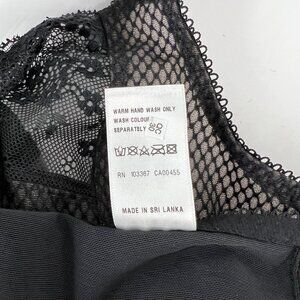 WARM HAND WASH ONLY
WASH COLOUR
SEPARATELY
RN 103387 CA00455
MADE IN SRI LANKA